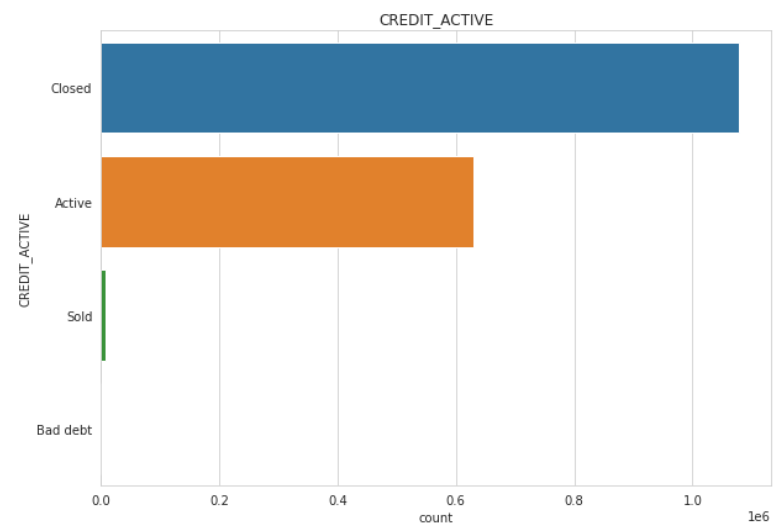 CREDIT_ACTIVE
CREDIT_ACTIVE
Closed
Active
Sold
Bad debt
0.0 0.2 0.4 0.6 0.8 1.0
count
1e6